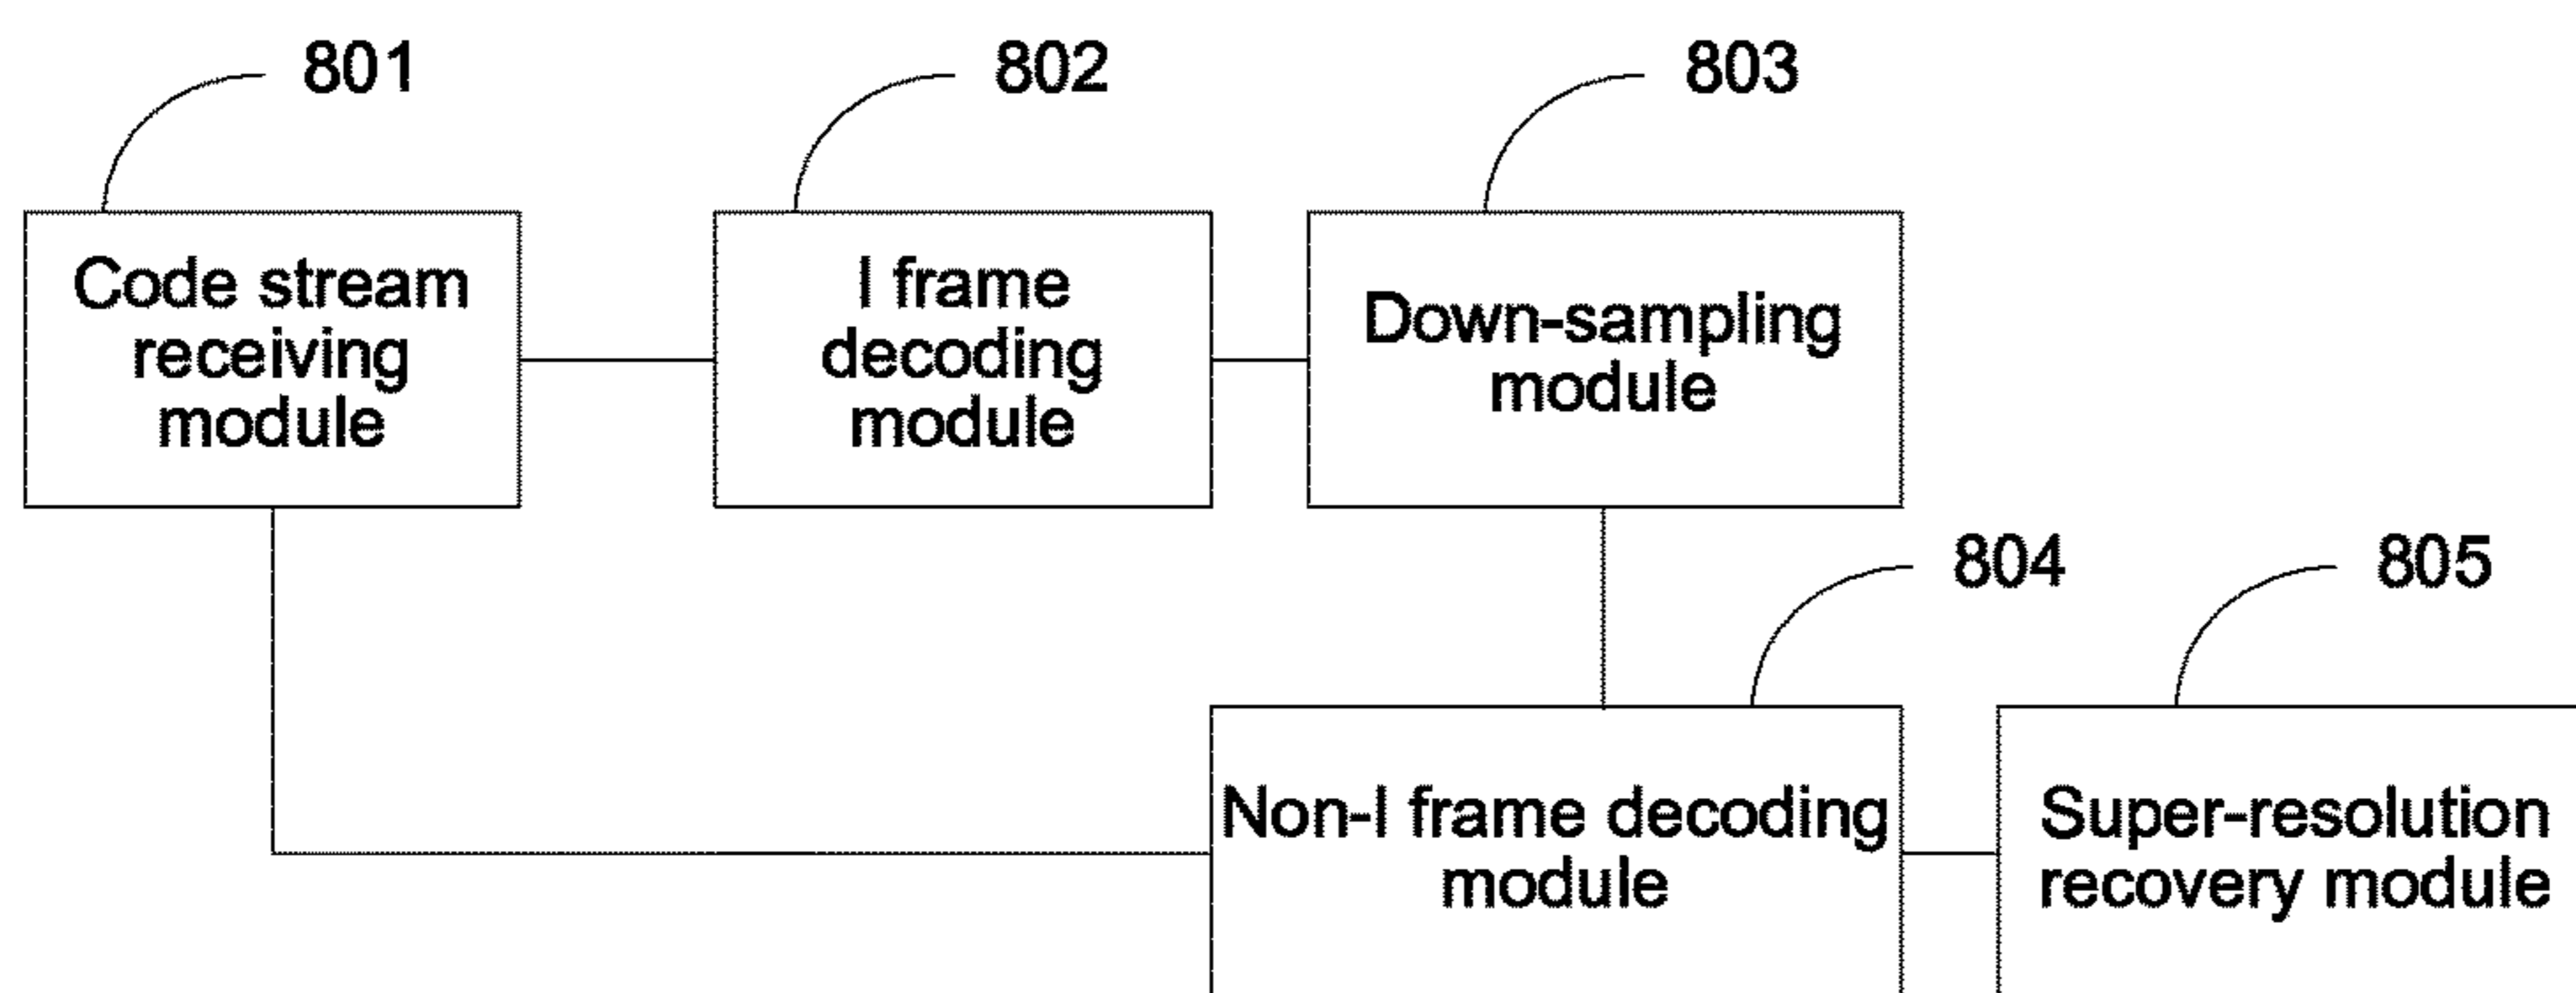 801
802
803
Code stream
receiving
module
I frame
decoding
module
Down-sampling
module
804
805
Non-I frame decoding
module
Super-resolution
recovery module